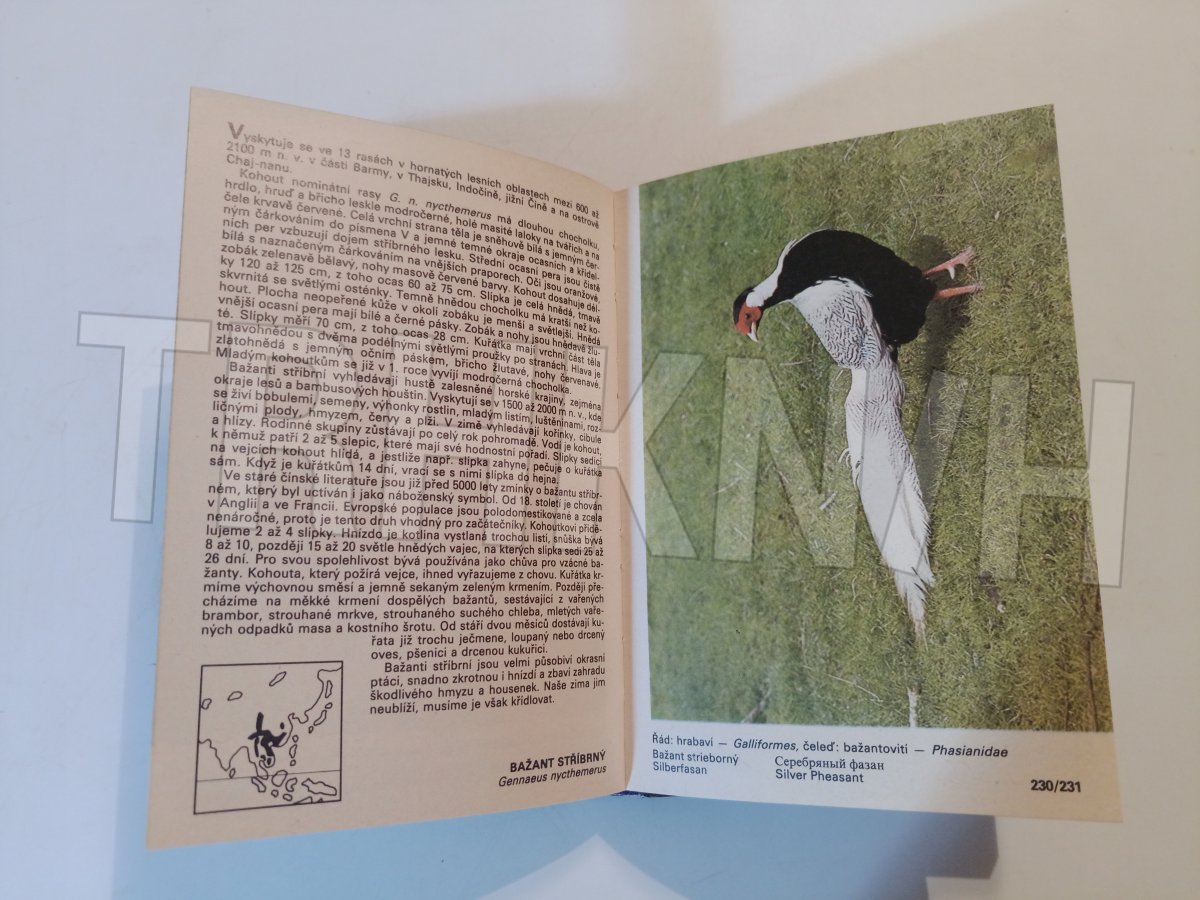 Vyskytuje se ve 13 rasách v hornatých lesních oblastech mezi 600 až
2100 m n. v. v části Barmy, v Thajsku, Indočíně, jižní Číně a na ostrově
Chaj-nanu.
Kohout nominátní rasy G. n. nycthemerus má dlouhou chocholku,
hrdlo, hruď a břicho leskle modročerné, holé masité laloky na tvářích a na
čele krvavě červené. Celá vrchní strana těla je sněhově bílá s jemným čer-
ným čárkováním do písmena V a jemné temné okraje ocasních a křídel-
ních per vzbuzují dojem stříbrného lesku. Střední ocasní pera jsou čistě
bílá s naznačeným čárkováním na vnějších praporech. Oči jsou oranžové,
zobák zelenavě bělavý, nohy masově červené barvy. Kohout dosahuje dél-
ky 120 až 125 cm, z toho ocas 60 až 75 cm. Slípka je celá hnědá, tmavě
skvrnitá se světlými osténky. Temně hnědou chocholku má kratší než ko-
hout. Plocha neopeřené kůže v okolí zobáku je menší a světlejší. Hnědá
vnější ocasní pera mají bílé a černé pásky. Zobák a nohy jsou hnědavě žlu-
té. Slípky měří 70 cm, z toho ocas 28 cm. Kuřátka mají vrchní část těla
tmavohnědou s dvěma podélnými světlými proužky po stranách. Hlava je
zlatohnědá s jemným očním páskem, břicho žlutavé, nohy červenavé.
Mladým kohoutkům se již v 1. roce vyvíjí modročerná chocholka.
Bažanti stříbrní vyhledávají hustě zalesněné horské krajiny, zejména
okraje lesů a bambusových houštin. Vyskytují se v 1500 až 2000 m n. v., kde
se živí bobulemi, semeny, výhonky rostlin, mladým listím, luštěninami, roz-
ličnými plody, hmyzem, červy a plži. V zimě vyhledávají kořínky, cibule
a hlízy. Rodinné skupiny zůstávají po celý rok pohromadě. Vodí je kohout,
k němuž patří 2 až 5 slepic, které mají své hodnostní pořadí. Slípky sedící
na vejcích kohout hlídá, a jestliže např. slípka zahyne, pečuje o kuřátka
sám. Když je kuřátkům 14 dní, vrací se s nimi slípka do hejna.
Ve staré čínské literatuře jsou již před 5000 lety zmínky o bažantu stříbr-
ném, který byl uctíván i jako náboženský symbol. Od 18. století je chován
v Anglii a ve Francii. Evropské populace jsou polodomestikované a zcela
nenáročné, proto je tento druh vhodný pro začátečníky. Kohoutkovi přidě-
lujeme 2 až 4 slípky. Hnízdo je kotlina vystlaná trochou listí, snůška bývá
8 až 10, později 15 až 20 světle hnědých vajec, na kterých slípka sedí 25 až
26 dní. Pro svou spolehlivost bývá používána jako chůva pro vzácné ba-
žanty. Kohouta, který požírá vejce, ihned vyřazujeme z chovu. Kuřátka kr-
míme výchovnou směsí a jemně sekaným zeleným krmením. Později pře-
cházíme na měkké krmení dospělých bažantů, sestávající z vařených
brambor, strouhané mrkve, strouhaného suchého chleba, mletých vaře-
ných odpadků masa a kostního šrotu. Od stáří dvou měsíců dostávají ku-
řata již trochu ječmene, loupaný nebo drcený
oves, pšenici a drcenou kukuřici.
Bažanti stříbrní jsou velmi působiví okrasní
ptáci, snadno zkrotnou i hnízdí a zbaví zahradu
škodlivého hmyzu a housenek. Naše zima jim
neublíží, musíme je však křídlovat.
BAŽANT STŘÍBRNÝ
Gennaeus nycthemerus
Řád: hrabaví — Galliformes, čeleď: bažantovití — Phasianidae
Bažant strieborný
Серебряный фазан
Silberfasan
Silver Pheasant
230/231